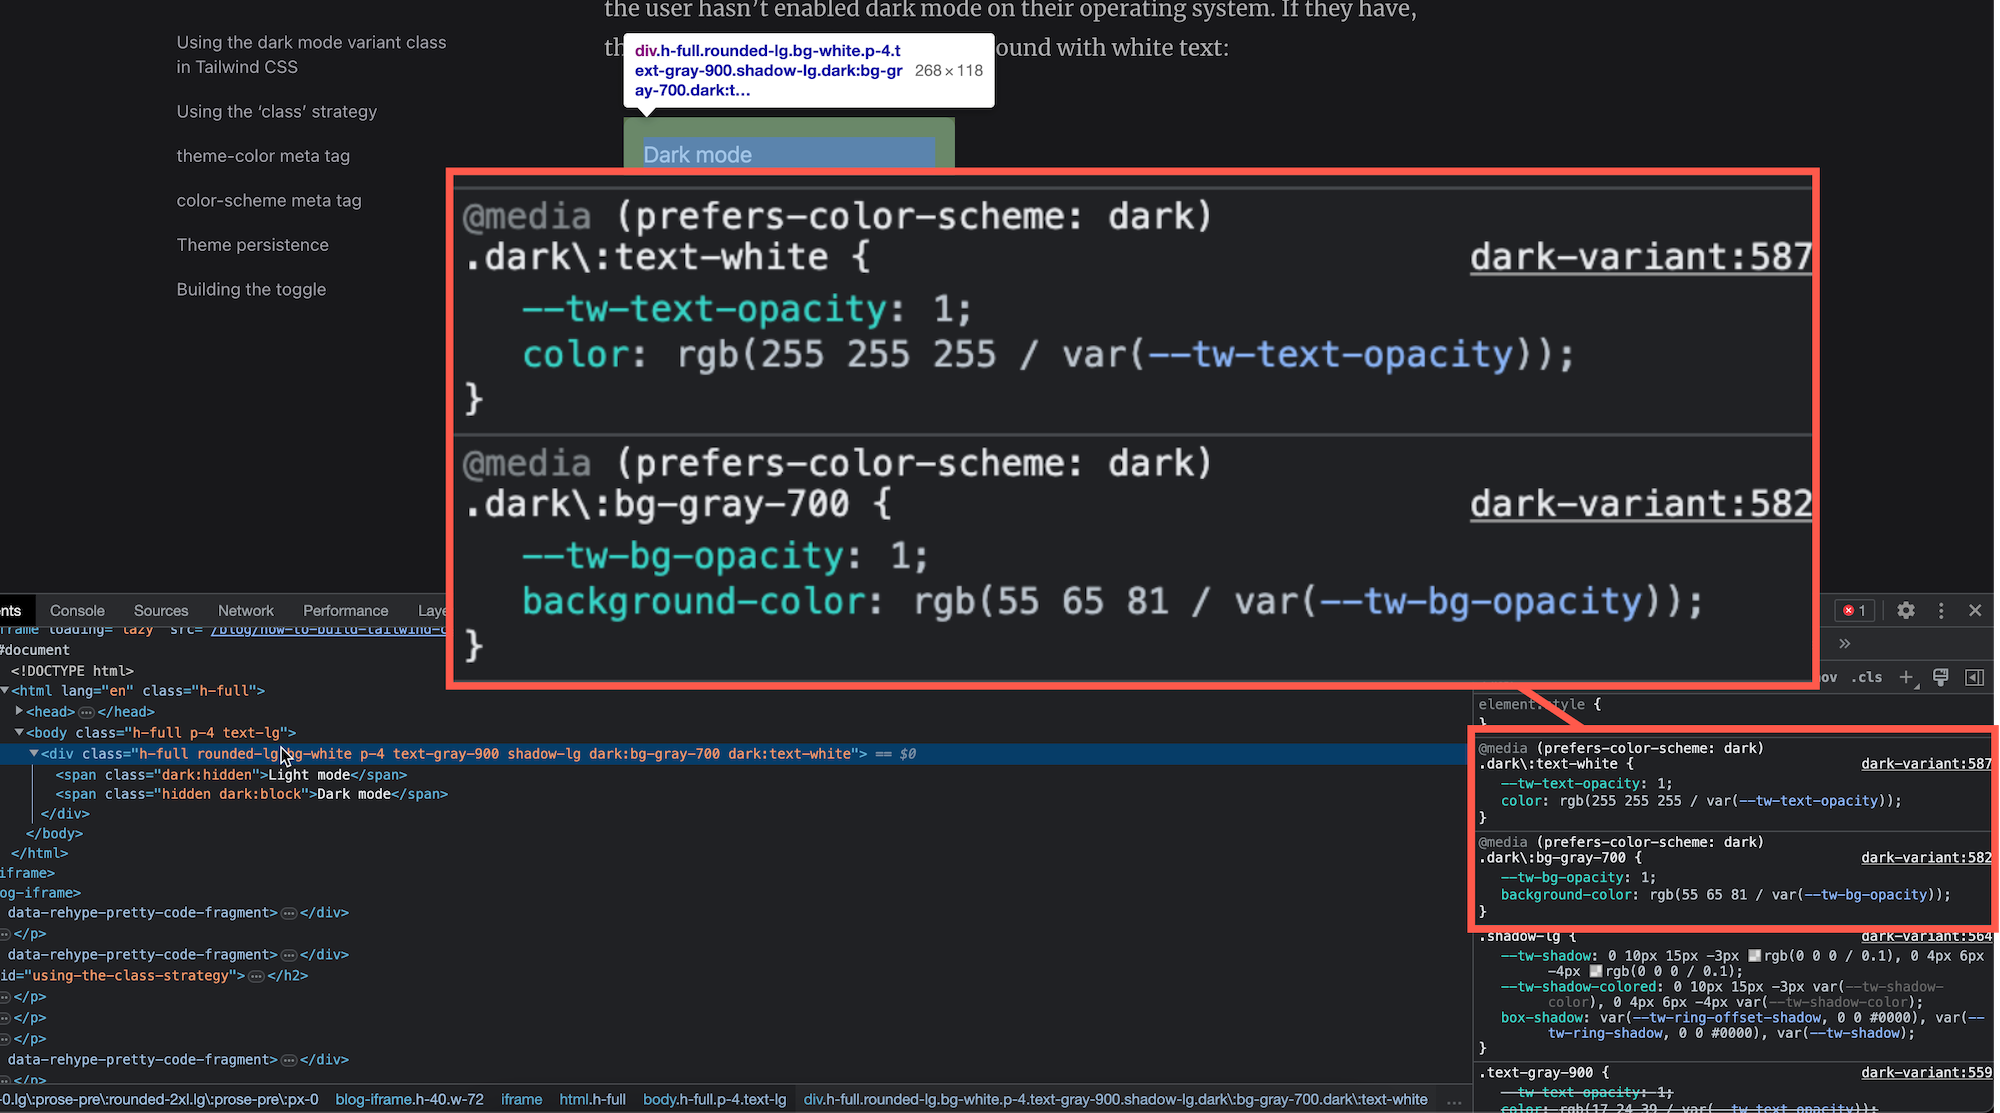 the user hasn’t enabled dark mode on their operating system. If they have,
ound with white text:
Using the dark mode variant class
in Tailwind CSS
Using the ‘class’ strategy
theme-color meta tag
color-scheme meta tag
Theme persistence
Building the toggle
div.h-full.rounded-lg.bg-white.p-4.t
ext-gray-900.shadow-lg.dark:bg-gr
ay-700.dark:t…
268 × 118
Dark mode
@media (prefers-color-scheme: dark)
.dark\:text-white {
dark-variant:587
--tw-text-opacity: 1;
color: rgb(255 255 255 / var(--tw-text-opacity));
}
@media (prefers-color-scheme: dark)
.dark\:bg-gray-700 {
dark-variant:582
--tw-bg-opacity: 1;
background-color: rgb(55 65 81 / var(--tw-bg-opacity));
}
nts Console Sources Network Performance Laye
1
frame loading="lazy" src="/blog/how-to-build-tailwind-c
#document
<!DOCTYPE html>
<html lang="en" class="h-full">
<head> … </head>
<body class="h-full p-4 text-lg">
<div class="h-full rounded-lg bg-white p-4 text-gray-900 shadow-lg dark:bg-gray-700 dark:text-white"> == $0
<span class="dark:hidden">Light mode</span>
<span class="hidden dark:block">Dark mode</span>
</div>
</body>
</html>
iframe>
og-iframe>
data-rehype-pretty-code-fragment> … </div>
… </p>
data-rehype-pretty-code-fragment> … </div>
id="using-the-class-strategy"> … </h2>
… </p>
… </p>
… </p>
data-rehype-pretty-code-fragment> … </div>
… </p>
-0.lg\:prose-pre\:rounded-2xl.lg\:prose-pre\:px-0 blog-iframe.h-40.w-72 iframe html.h-full body.h-full.p-4.text-lg div.h-full.rounded-lg.bg-white.p-4.text-gray-900.shadow-lg.dark\:bg-gray-700.dark\:text-white ...
ov .cls +
element.style {
}
@media (prefers-color-scheme: dark)
.dark\:text-white {
dark-variant:587
--tw-text-opacity: 1;
color: rgb(255 255 255 / var(--tw-text-opacity));
}
@media (prefers-color-scheme: dark)
.dark\:bg-gray-700 {
dark-variant:582
--tw-bg-opacity: 1;
background-color: rgb(55 65 81 / var(--tw-bg-opacity));
}
.shadow-lg {
dark-variant:564
--tw-shadow: 0 10px 15px -3px rgb(0 0 0 / 0.1), 0 4px 6px
-4px rgb(0 0 0 / 0.1);
--tw-shadow-colored: 0 10px 15px -3px var(--tw-shadow-
color), 0 4px 6px -4px var(--tw-shadow-color);
box-shadow: var(--tw-ring-offset-shadow, 0 0 #0000), var(--
tw-ring-shadow, 0 0 #0000), var(--tw-shadow);
}
.text-gray-900 {
dark-variant:559
--tw-text-opacity: 1;
color: rgb(17 24 39 / var(--tw-text-opacity));